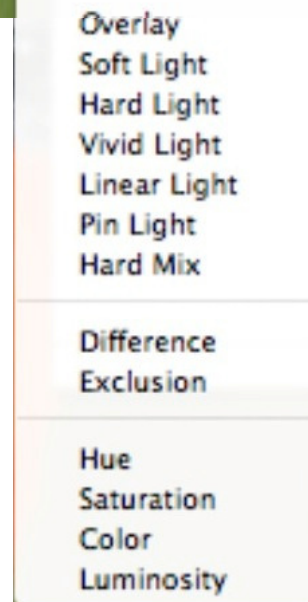 Overlay
Soft Light
Hard Light
Vivid Light
Linear Light
Pin Light
Hard Mix
Difference
Exclusion
Hue
Saturation
Color
Luminosity